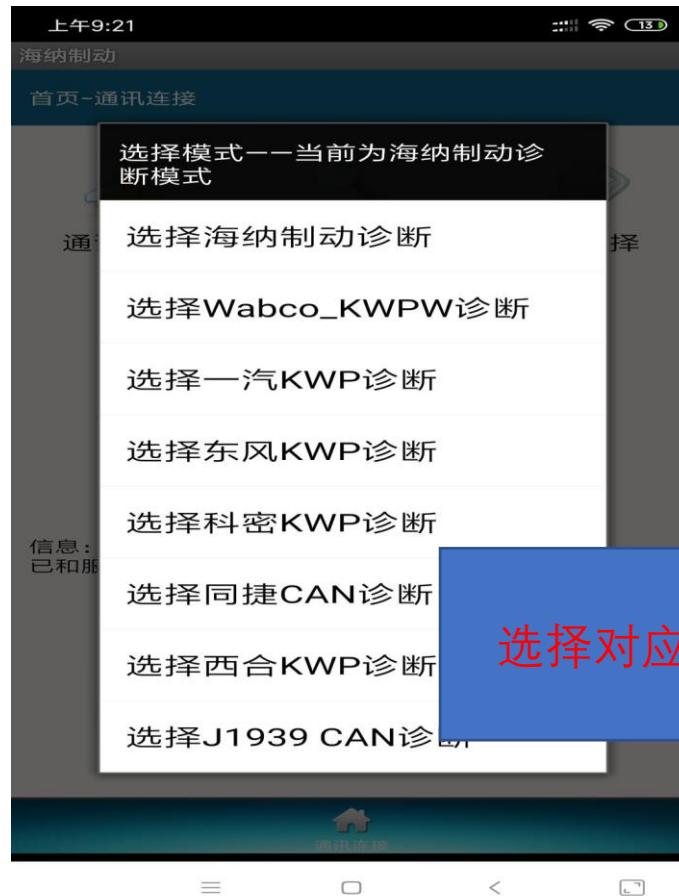 上午9:21
13
海纳制动
首页-通讯连接
选择模式——当前为海纳制动诊
断模式
通
择
选择海纳制动诊断
选择Wabco_KWPW诊断
选择一汽KWP诊断
选择东风KWP诊断
选择科密KWP诊断
信息：
已和服
选择同捷CAN诊断
选择对应
选择西合KWP诊断
选择J1939 CAN诊断
通讯连接